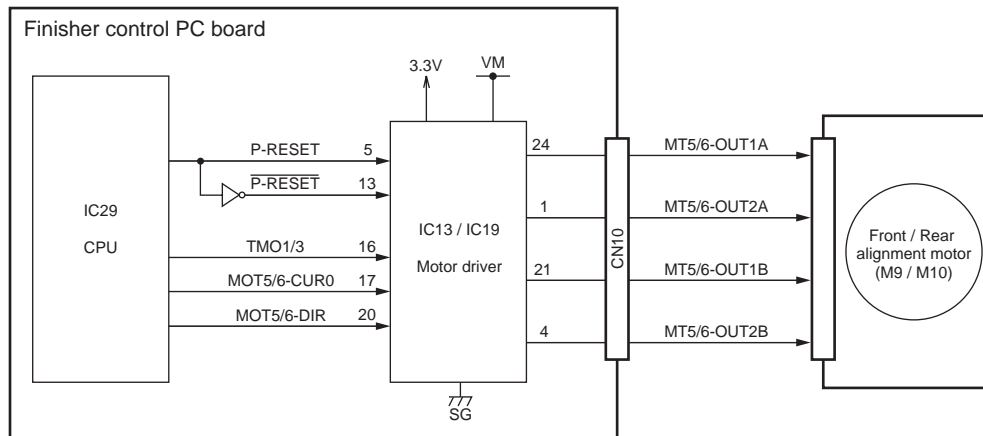 Finisher control PC board
3.3V
VM
P-RESET 5
P-RESET 13
IC29
CPU
TMO1/3 16
MOT5/6-CUR0 17
MOT5/6-DIR 20
IC13 / IC19
Motor driver
SG
24
1
21
4
CN10
MT5/6-OUT1A
MT5/6-OUT2A
MT5/6-OUT1B
MT5/6-OUT2B
Front / Rear
alignment motor
(M9 / M10)